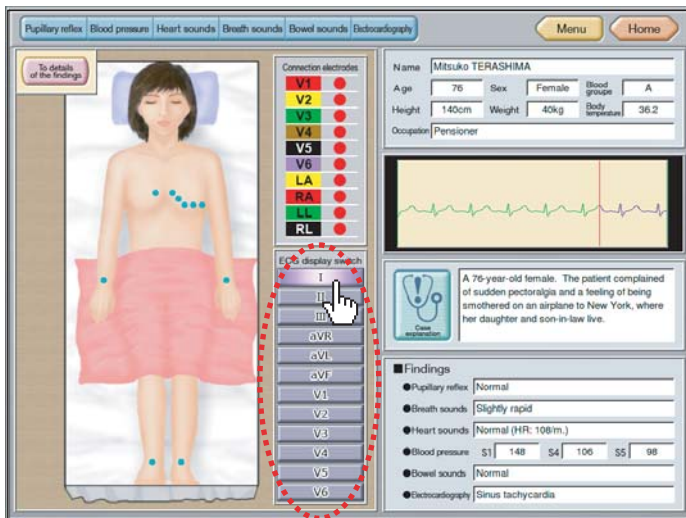 Pupillary reflex Blood pressure Heart sounds Breath sounds Bowel sounds Electrocardiography
Menu Home
To details
of the findings
Connection electrodes
V1
V2
V3
V4
V5
V6
LA
RA
LL
RL
ECG display switch
I
II
III
aVR
aVL
aVF
V1
V2
V3
V4
V5
V6
Name Mitsuko TERASHIMA
Age 76 Sex Female Blood groupe A
Height 140cm Weight 40kg Body temperature 36.2
Occupation Pensioner
Case
explanation
A 76-year-old female. The patient complained
of sudden pectoralgia and a feeling of being
smothered on an airplane to New York, where
her daughter and son-in-law live.
■Findings
●Pupillary reflex Normal
●Breath sounds Slightly rapid
●Heart sounds Normal (HR: 108/m.)
●Blood pressure S1 148 S4 106 S5 98
●Bowel sounds Normal
●Electrocardiography Sinus tachycardia